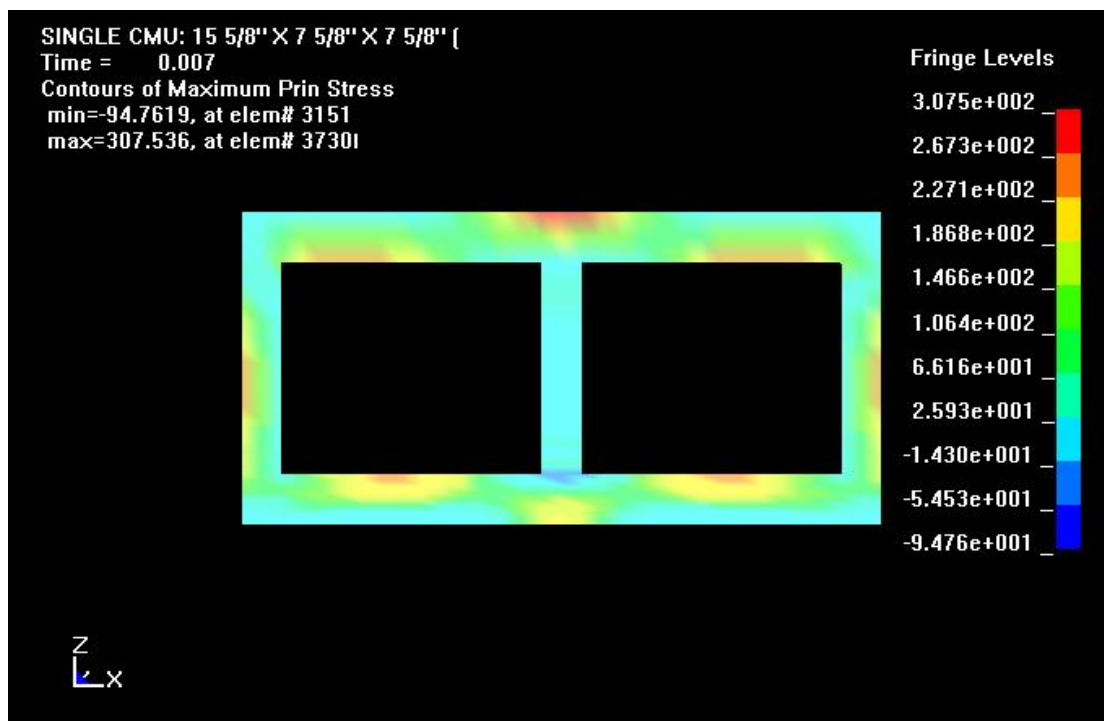 SINGLE CMU: 15 5/8" X 7 5/8" X 7 5/8" (
Time = 0.007
Contours of Maximum Prin Stress
min=-94.7619, at elem# 3151
max=307.536, at elem# 3730l
Fringe Levels
3.075e+002
2.673e+002
2.271e+002
1.868e+002
1.466e+002
1.064e+002
6.616e+001
2.593e+001
-1.430e+001
-5.453e+001
-9.476e+001
Z
X